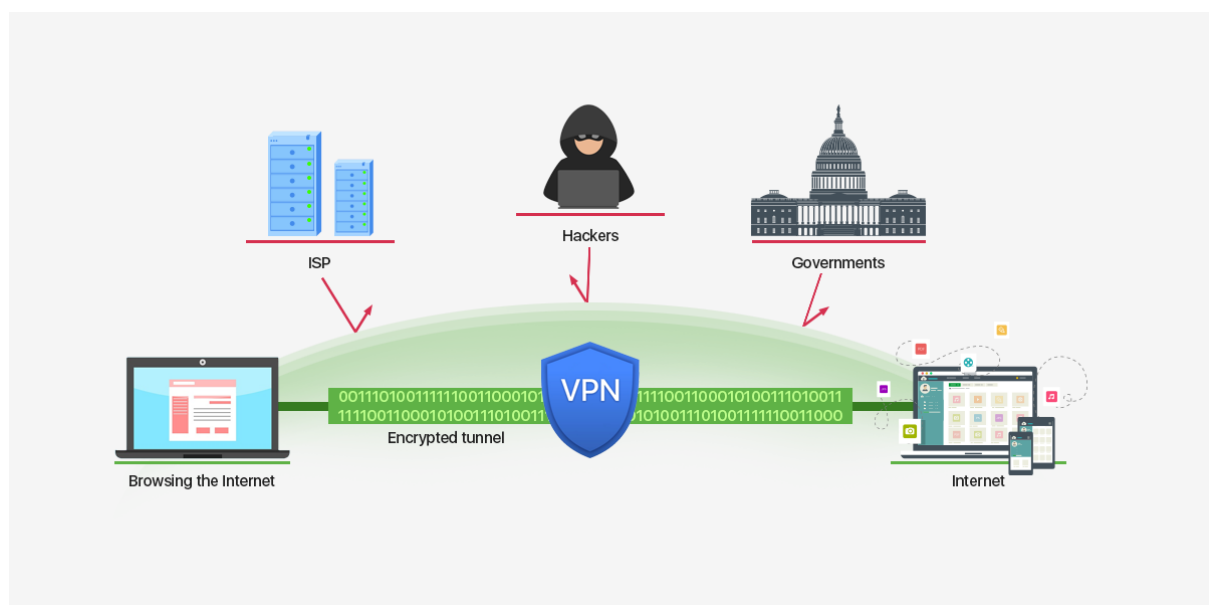 Hackers
ISP
Governments
VPN
Encrypted tunnel
Browsing the Internet
Internet